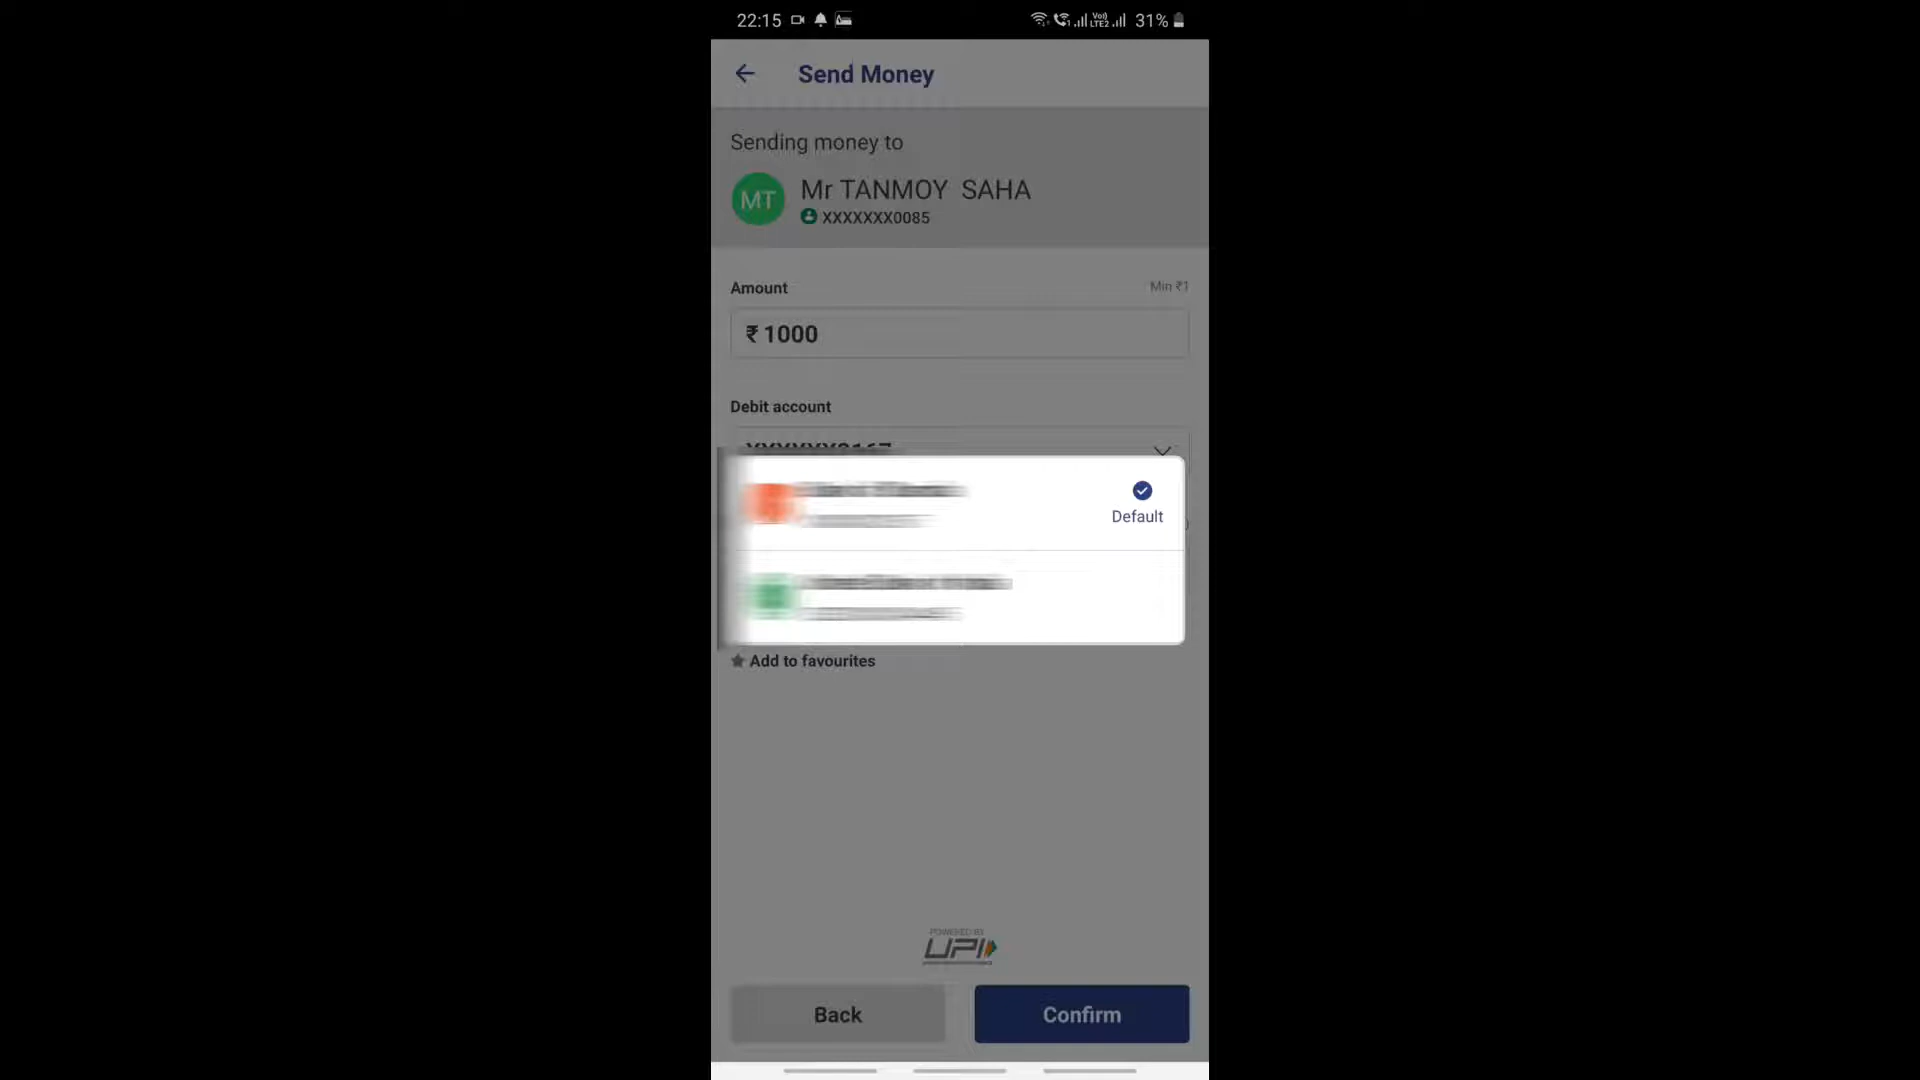 22:15
31%
Send Money
Sending money to
MT
Mr TANMOY SAHA
XXXXXXX0085
Amount
Min ₹1
₹ 1000
Debit account
Default
Add to favourites
POWERED BY
UPI
Back
Confirm